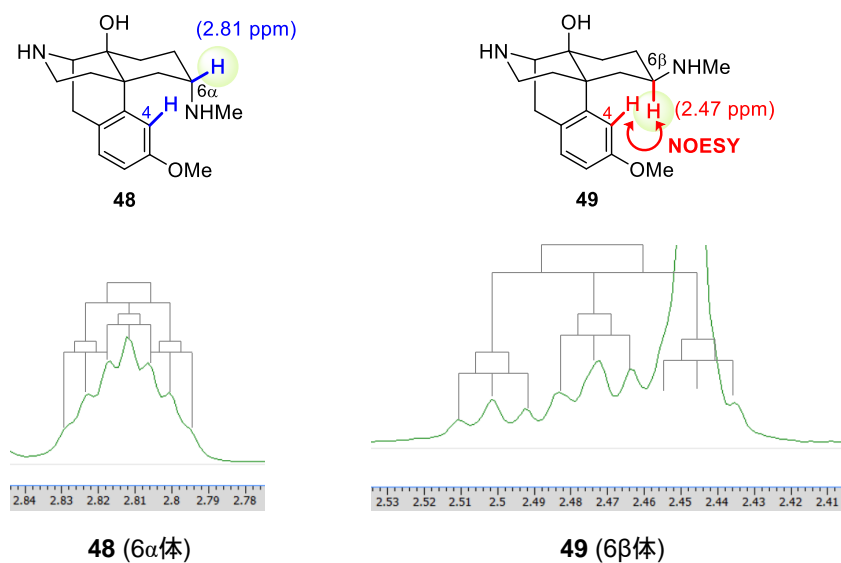 OH
(2.81 ppm)
HN
H
6α
H
NHMe
4
OMe
48
OH
HN
6β
NHMe
H
H
(2.47 ppm)
4
NOESY
OMe
49
2.84 2.83 2.82 2.81 2.8 2.79 2.78
2.53 2.52 2.51 2.5 2.49 2.48 2.47 2.46 2.45 2.44 2.43 2.42 2.41
48 (6α体)
49 (6β体)